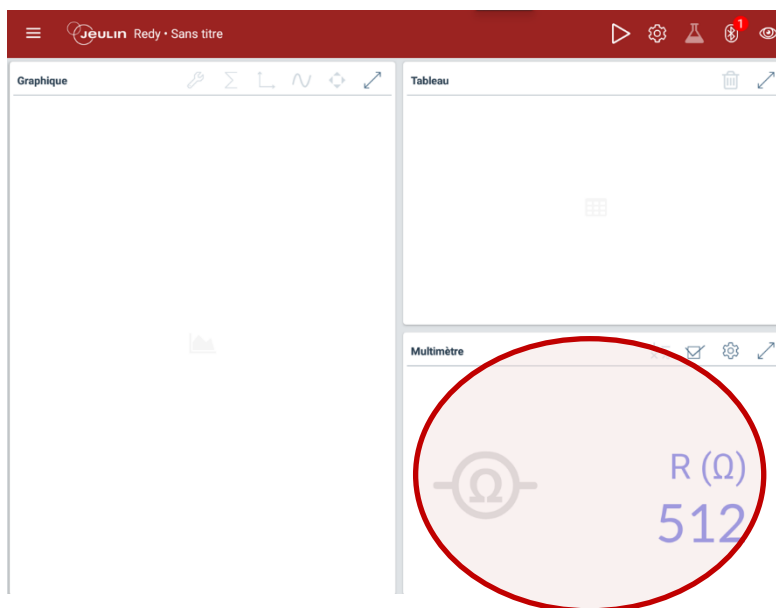 Jeulin Redy • Sans titre
1
Graphique
Tableau
Multimètre
Ω
R (Ω)
512